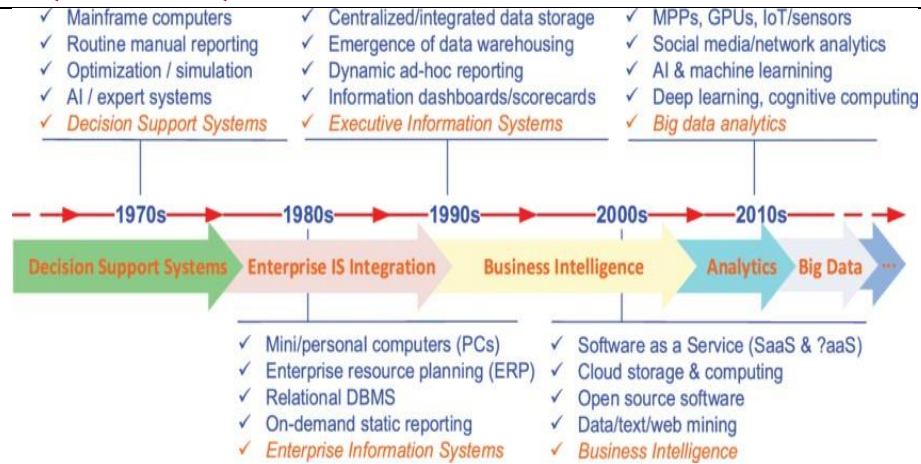 ✓ Mainframe computers
✓ Routine manual reporting
✓ Optimization / simulation
✓ AI / expert systems
✓ Decision Support Systems
✓ Centralized/integrated data storage
✓ Emergence of data warehousing
✓ Dynamic ad-hoc reporting
✓ Information dashboards/scorecards
✓ Executive Information Systems
✓ MPPs, GPUs, IoT/sensors
✓ Social media/network analytics
✓ AI & machine learnining
✓ Deep learning, cognitive computing
✓ Big data analytics
1970s 1980s 1990s 2000s 2010s
Decision Support Systems Enterprise IS Integration Business Intelligence Analytics Big Data ...
✓ Mini/personal computers (PCs)
✓ Enterprise resource planning (ERP)
✓ Relational DBMS
✓ On-demand static reporting
✓ Enterprise Information Systems
✓ Software as a Service (SaaS & ?aaS)
✓ Cloud storage & computing
✓ Open source software
✓ Data/text/web mining
✓ Business Intelligence